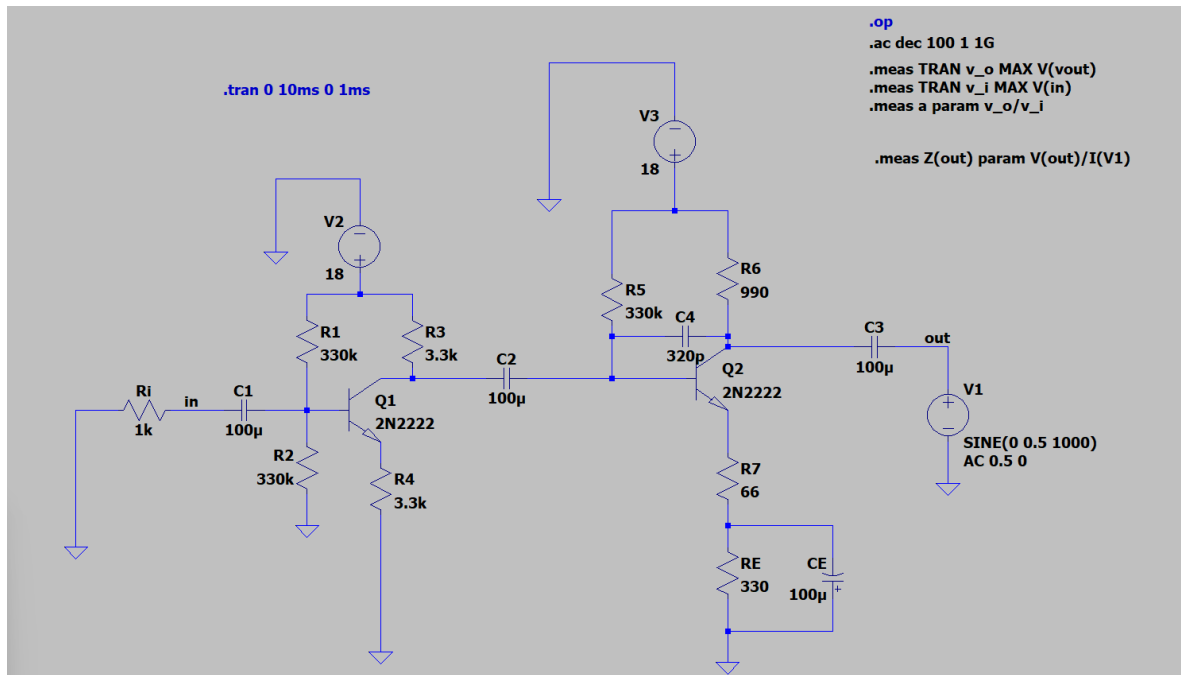 .op
.ac dec 100 1 1G
.meas TRAN v_o MAX V(vout)
.meas TRAN v_i MAX V(in)
.meas a param v_o/v_i
.tran 0 10ms 0 1ms
.meas Z(out) param V(out)/I(V1)
V3
18
V2
18
R6
990
R5
330k
C4
320p
R1
330k
R3
3.3k
C3
100µ
out
C2
100µ
Q2
2N2222
Ri
1k
in
C1
100µ
Q1
2N2222
V1
SINE(0 0.5 1000)
AC 0.5 0
R2
330k
R4
3.3k
R7
66
RE
330
CE
100µ
+